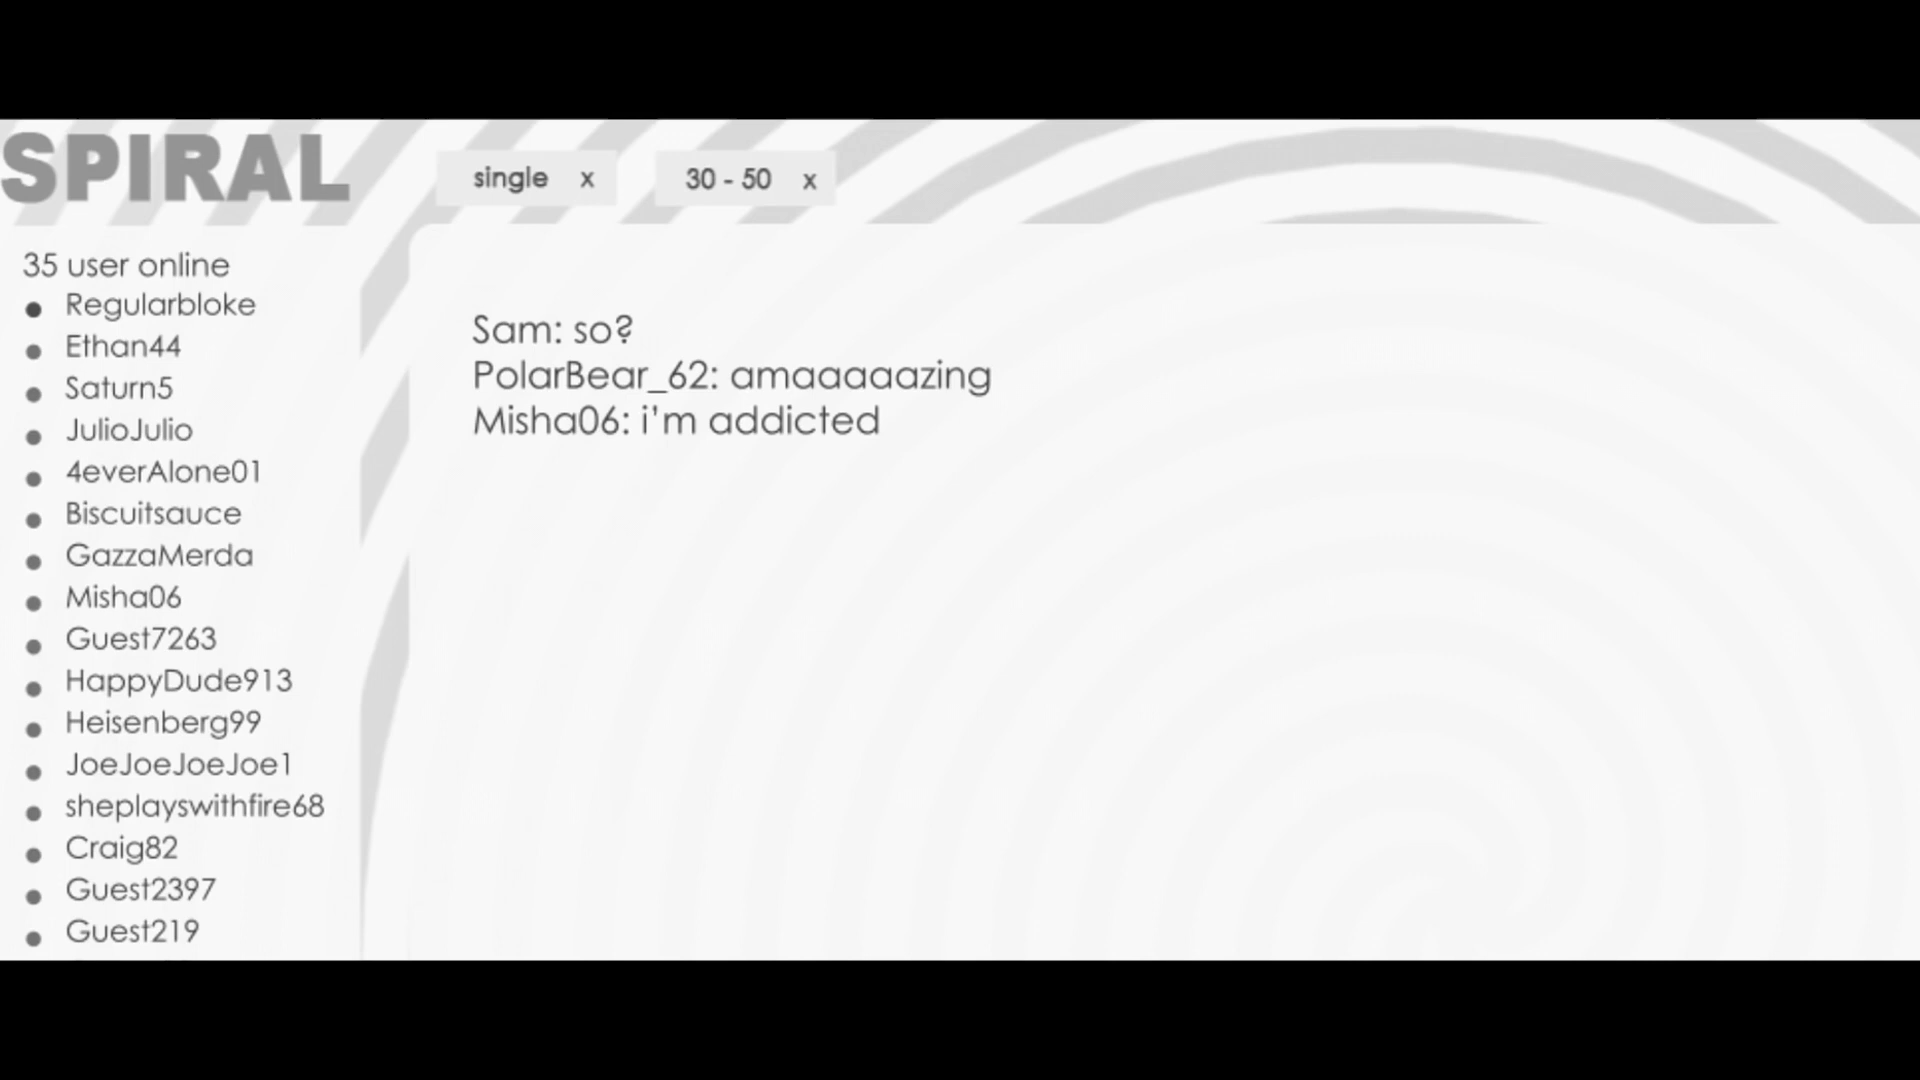 SPIRAL
single x
30 - 50 x
35 user online
Regularbloke
Ethan44
Saturn5
JulioJulio
4everAlone01
Biscuitsauce
GazzaMerda
Misha06
Guest7263
HappyDude913
Heisenberg99
JoeJoeJoeJoe1
sheplayswithfire68
Craig82
Guest2397
Guest219
Sam: so?
PolarBear_62: amaaaaazing
Misha06: i'm addicted